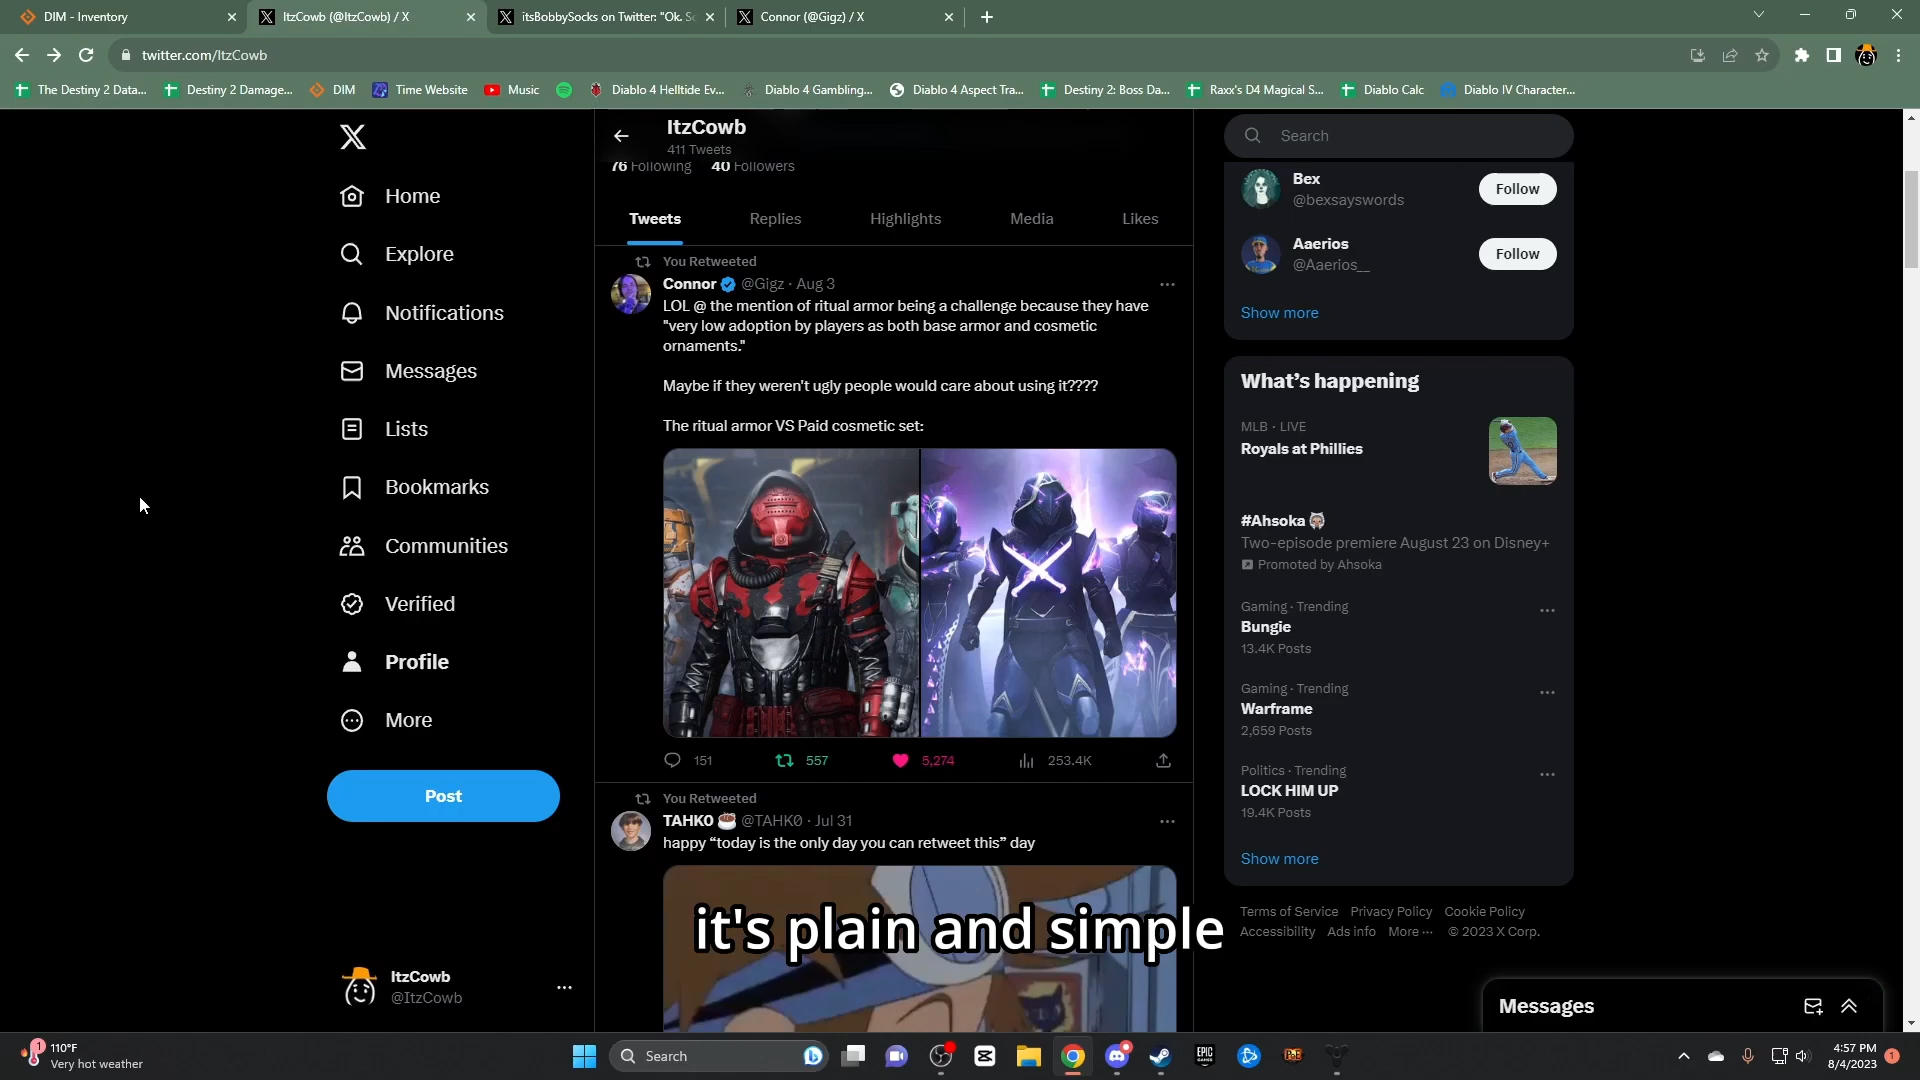 DIM - Inventory
ItzCowb (@ItzCowb) / X
itsBobbySocks on Twitter: "Ok. Sc
Connor (@Gigz) / X
twitter.com/ItzCowb
The Destiny 2 Data...
Destiny 2 Damage...
DIM
Time Website
Music
Diablo 4 Helltide Ev...
Diablo 4 Gambling...
Diablo 4 Aspect Tra...
Destiny 2: Boss Da...
Raxx's D4 Magical S...
Diablo Calc
Diablo IV Character...
Home
Explore
Notifications
Messages
Lists
Bookmarks
Communities
Verified
Profile
More
Post
ItzCowb
@ItzCowb
ItzCowb
411 Tweets
76 Following 40 Followers
Tweets Replies Highlights Media Likes
You Retweeted
Connor @Gigz · Aug 3
LOL @ the mention of ritual armor being a challenge because they have
"very low adoption by players as both base armor and cosmetic
ornaments."
Maybe if they weren't ugly people would care about using it????
The ritual armor VS Paid cosmetic set:
151 557 5,274 253.4K
You Retweeted
TAHK0 @TAHK0 · Jul 31
happy “today is the only day you can retweet this” day
it's plain and simple
Search
Bex
@bexsayswords
Follow
Aaerios
@Aaerios__
Follow
Show more
What’s happening
MLB · LIVE
Royals at Phillies
#Ahsoka
Two-episode premiere August 23 on Disney+
Promoted by Ahsoka
Gaming · Trending
Bungie
13.4K Posts
Gaming · Trending
Warframe
2,659 Posts
Politics · Trending
LOCK HIM UP
19.4K Posts
Show more
Terms of Service Privacy Policy Cookie Policy
Accessibility Ads info More ··· © 2023 X Corp.
Messages
1
110°F
Very hot weather
Search
EPIC GAMES
4:57 PM
8/4/2023
1